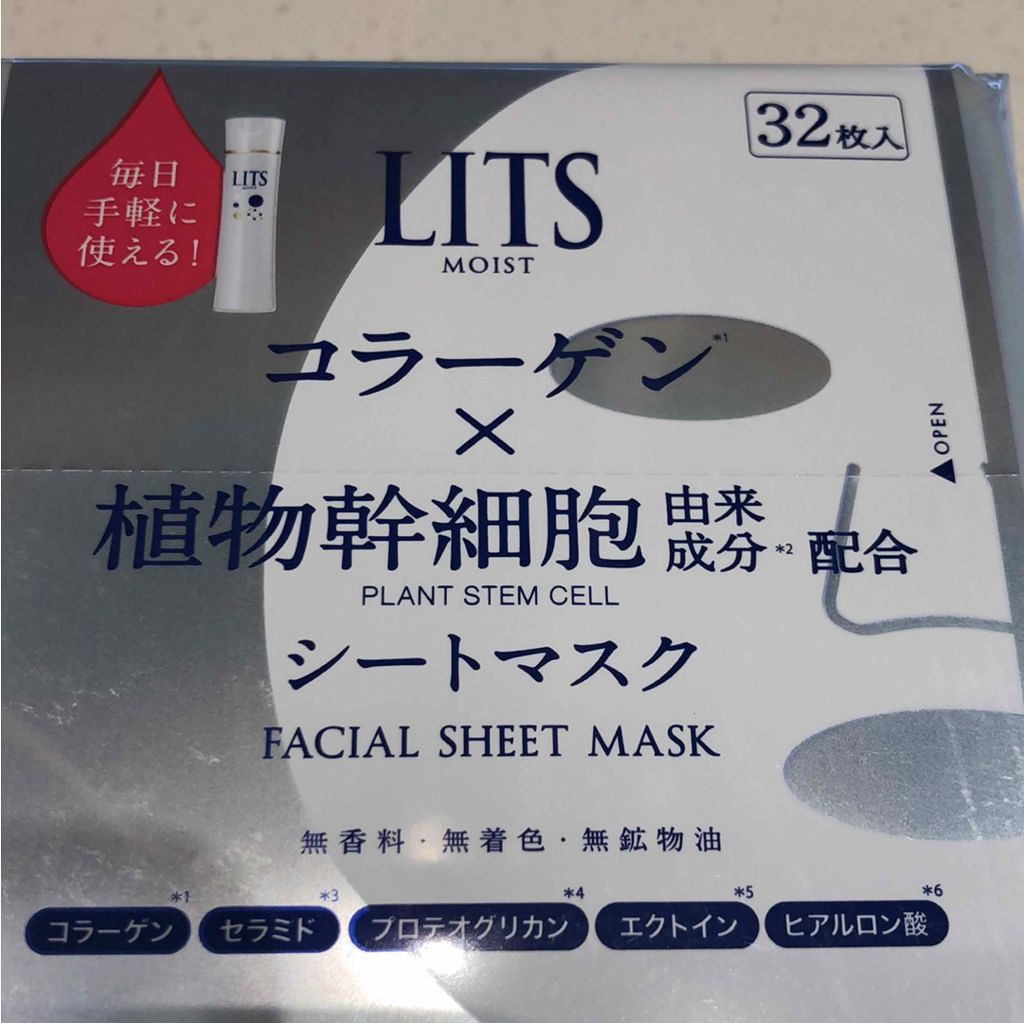 32枚入
毎日
手軽に
使える!
LITS
MOIST
LITS
MOIST
コラーゲン*1
×
植物幹細胞由来成分*2配合
PLANT STEM CELL
▲OPEN
シートマスク
FACIAL SHEET MASK
無香料・無着色・無鉱物油
コラーゲン*1 セラミド*3 プロテオグリカン*4 エクトイン*5 ヒアルロン酸*6